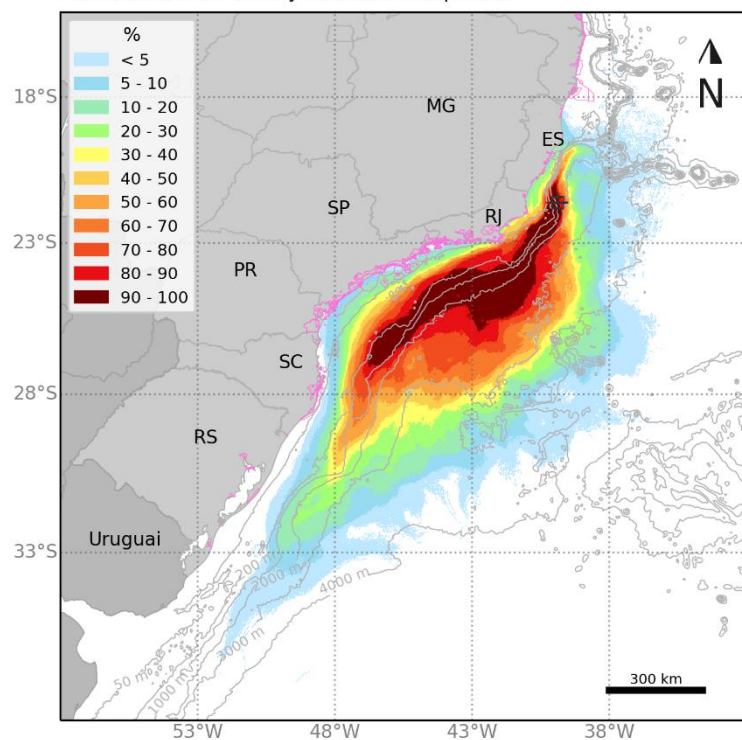 %
< 5
5 - 10
10 - 20
20 - 30
30 - 40
40 - 50
50 - 60
60 - 70
70 - 80
80 - 90
90 - 100
N
MG
ES
SP
RJ
PR
SC
RS
Uruguai
18°S
23°S
28°S
33°S
200 m
2000 m
4000 m
3000 m
50 m
1000 m
300 km
53°W
48°W
43°W
38°W